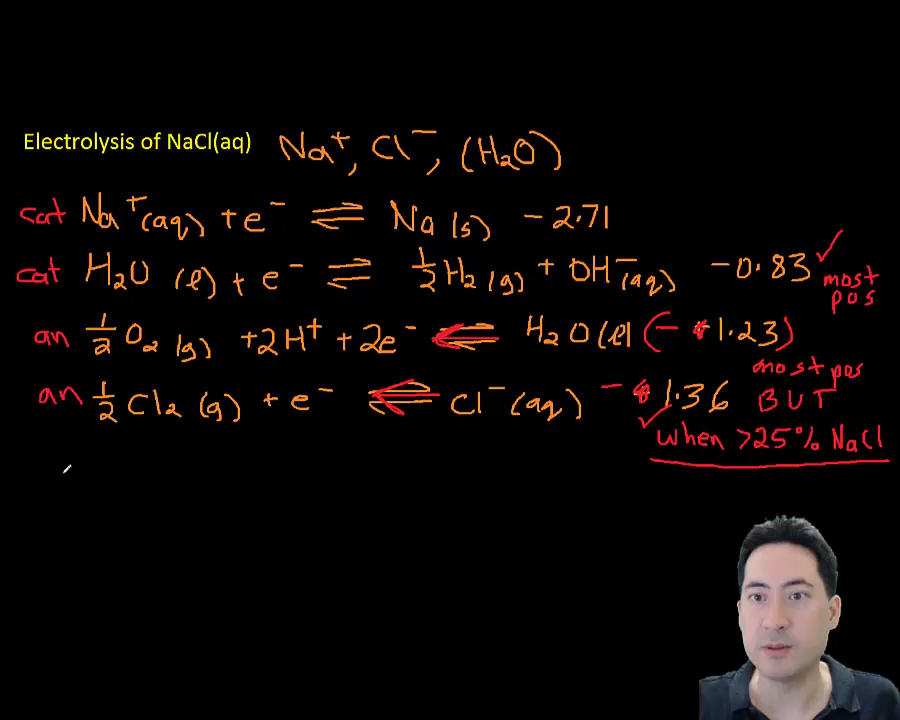 Electrolysis of NaCl(aq) Na⁺, Cl⁻, (H₂O)
cat Na⁺(aq) + e⁻ ⇌ Na (s) −2.71
cat H₂O (l) + e⁻ ⇌ ½H₂(g) + OH⁻(aq) −0.83 ✓
most
pos
an ½ O₂ (g) +2H⁺ + 2e⁻ ⇌ H₂O(l) (− 1.23)
most pos
an ½ Cl₂ (g) + e⁻ ⇌ Cl⁻ (aq) − 1.36 BUT
✓ when >25% NaCl